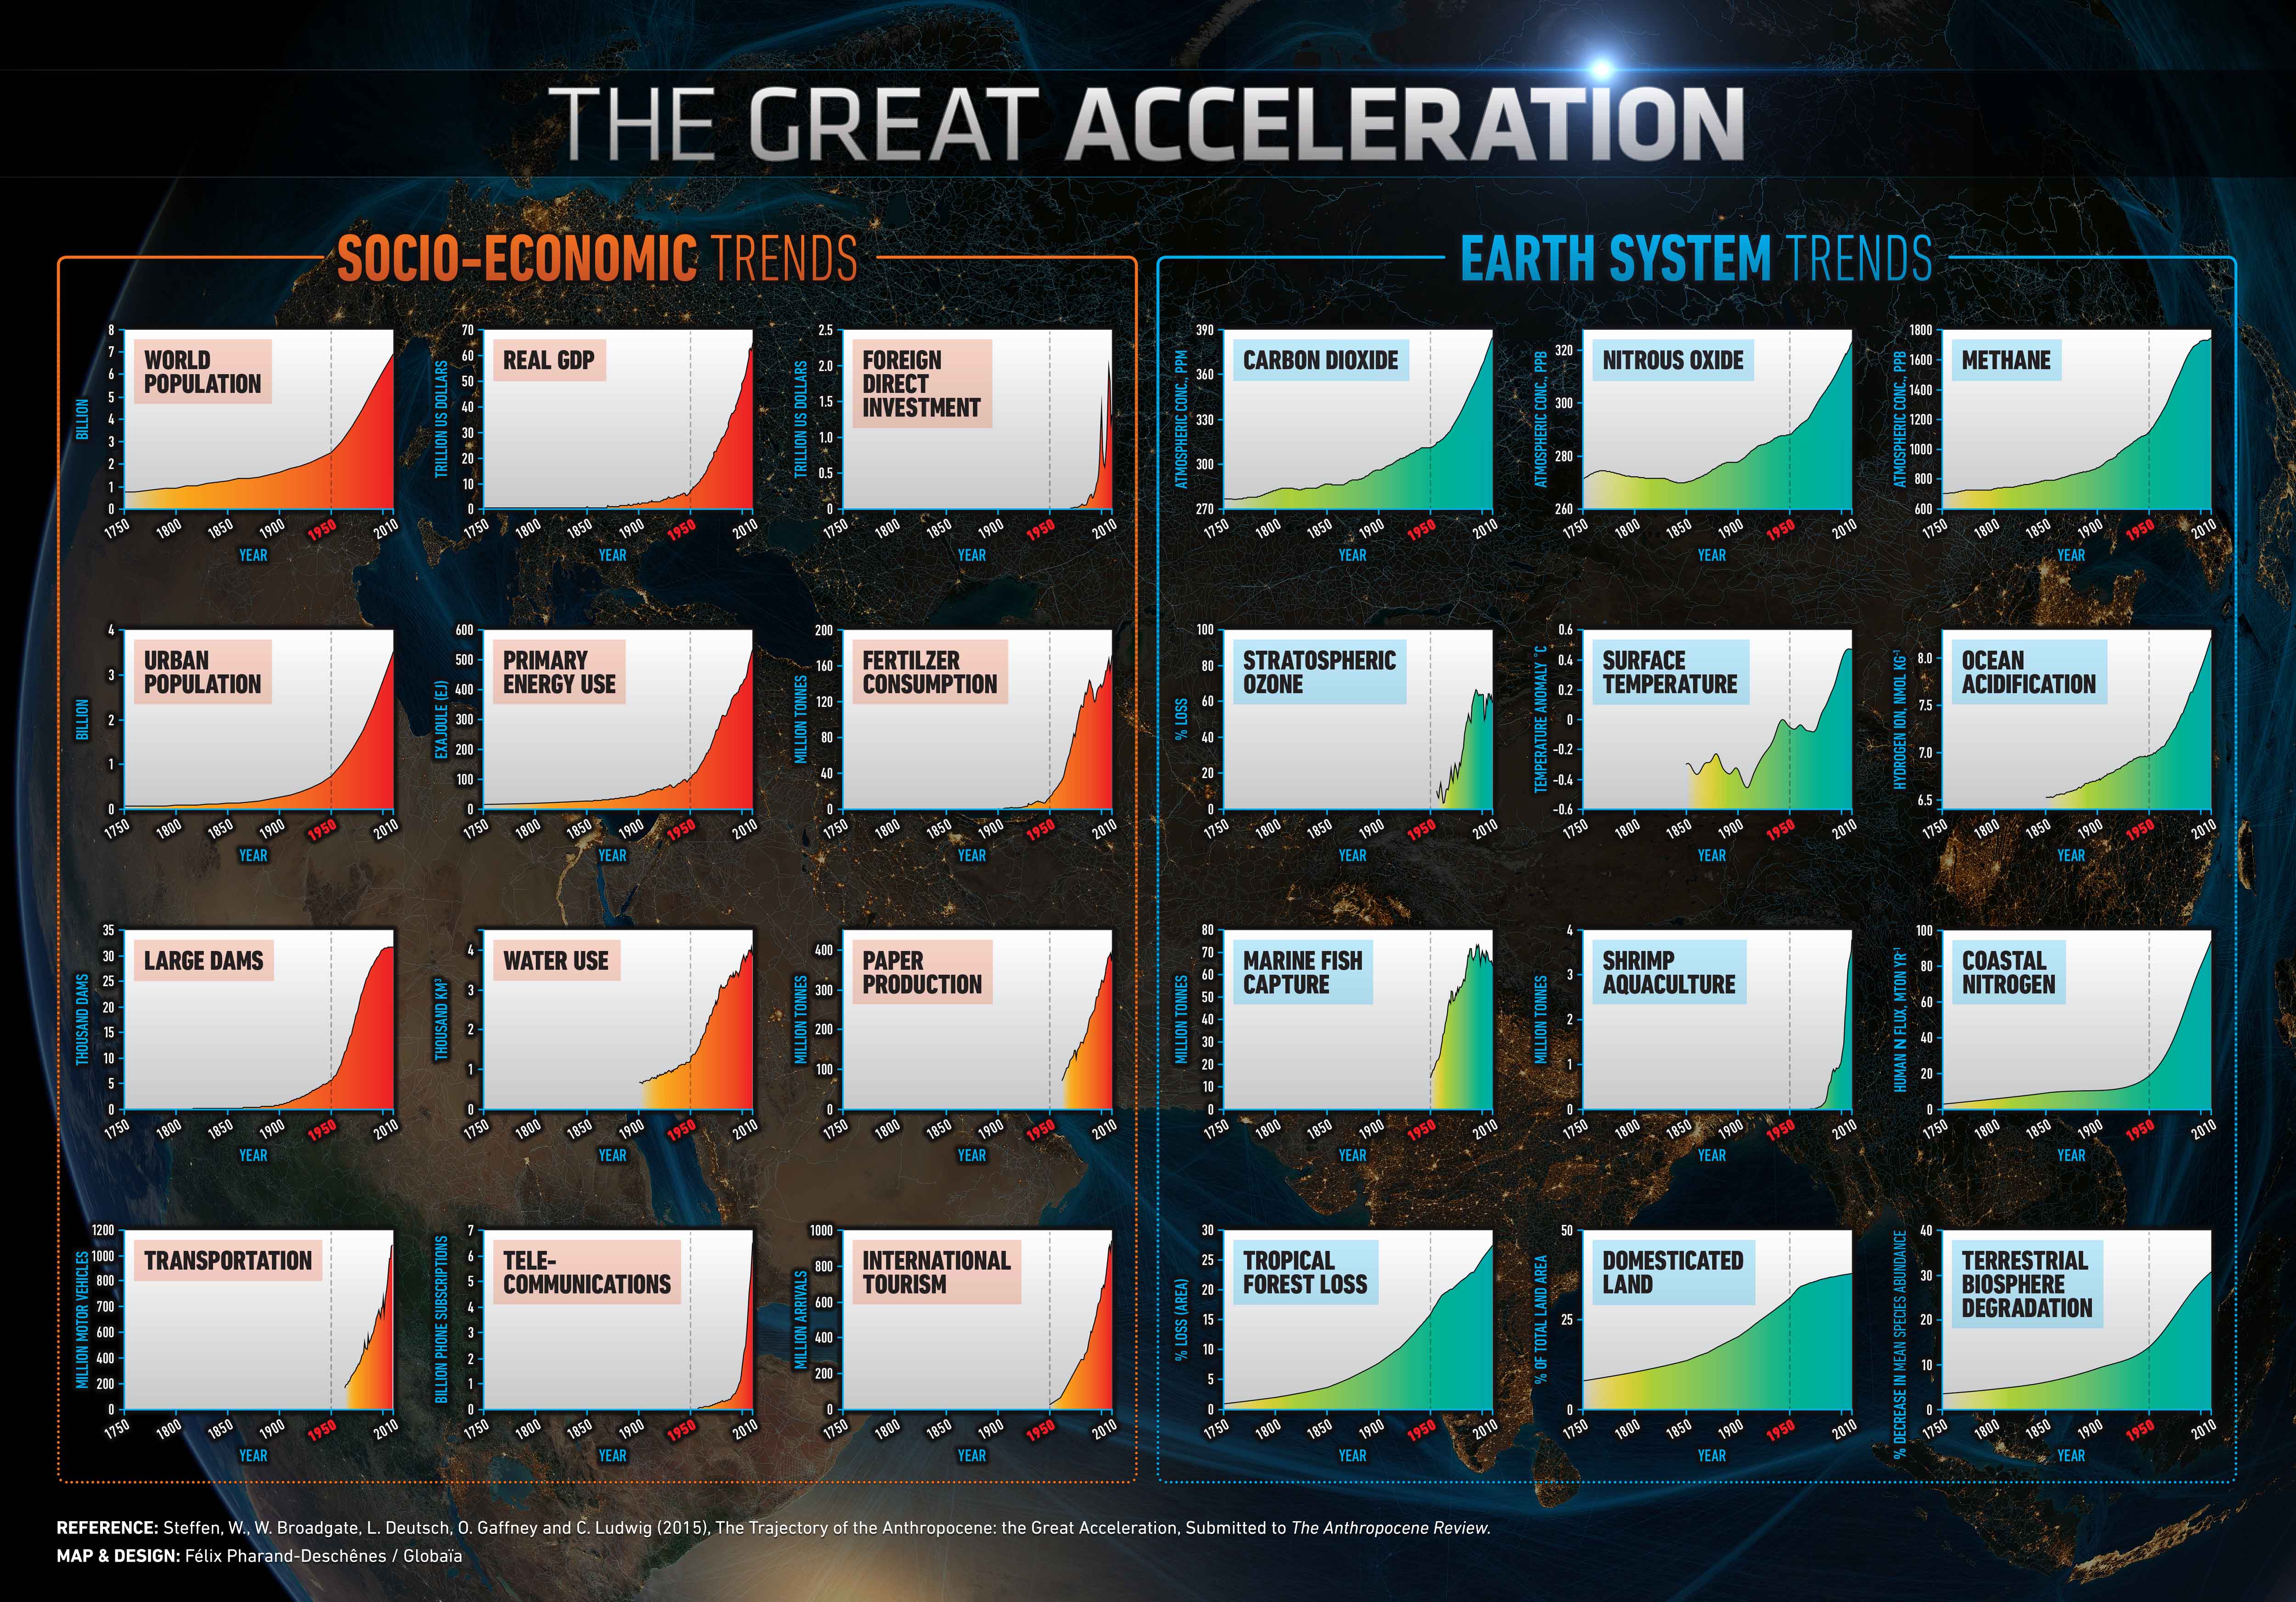 THE GREAT ACCELERATION
SOCIO-ECONOMIC TRENDS
WORLD
POPULATION
BILLION
8
7
6
5
4
3
2
1
0
1750 1800 1850 1900 1950 2010
YEAR
REAL GDP
TRILLION US DOLLARS
70
60
50
40
30
20
10
0
1750 1800 1850 1900 1950 2010
YEAR
FOREIGN
DIRECT
INVESTMENT
TRILLION US DOLLARS
2.5
2.0
1.5
1.0
0.5
0
1750 1800 1850 1900 1950 2010
YEAR
URBAN
POPULATION
BILLION
4
3
2
1
0
1750 1800 1850 1900 1950 2010
YEAR
PRIMARY
ENERGY USE
EXAJOULE (EJ)
600
500
400
300
200
100
0
1750 1800 1850 1900 1950 2010
YEAR
FERTILZER
CONSUMPTION
MILLION TONNES
200
160
120
80
40
0
1750 1800 1850 1900 1950 2010
YEAR
LARGE DAMS
THOUSAND DAMS
35
30
25
20
15
10
5
0
1750 1800 1850 1900 1950 2010
YEAR
WATER USE
THOUSAND KM³
4
3
2
1
0
1750 1800 1850 1900 1950 2010
YEAR
PAPER
PRODUCTION
MILLION TONNES
400
300
200
100
0
1750 1800 1850 1900 1950 2010
YEAR
TRANSPORTATION
MILLION MOTOR VEHICLES
1200
1000
800
700
600
400
200
0
1750 1800 1850 1900 1950 2010
YEAR
TELE-
COMMUNICATIONS
BILLION PHONE SUBSCRIPTIONS
7
6
5
4
3
2
1
0
1750 1800 1850 1900 1950 2010
YEAR
INTERNATIONAL
TOURISM
MILLION ARRIVALS
1000
800
600
400
200
0
1750 1800 1850 1900 1950 2010
YEAR
EARTH SYSTEM TRENDS
CARBON DIOXIDE
ATMOSPHERIC CONC., PPM
390
360
330
300
270
1750 1800 1850 1900 1950 2010
YEAR
NITROUS OXIDE
ATMOSPHERIC CONC., PPB
320
300
280
260
1750 1800 1850 1900 1950 2010
YEAR
METHANE
ATMOSPHERIC CONC., PPB
1800
1600
1400
1200
1000
800
600
1750 1800 1850 1900 1950 2010
YEAR
STRATOSPHERIC
OZONE
% LOSS
100
80
60
40
20
0
1750 1800 1850 1900 1950 2010
YEAR
SURFACE
TEMPERATURE
TEMPERATURE ANOMALY °C
0.6
0.4
0.2
0
-0.2
-0.4
-0.6
1750 1800 1850 1900 1950 2010
YEAR
OCEAN
ACIDIFICATION
HYDROGEN ION, NMOL KG⁻¹
8.0
7.5
7.0
6.5
1750 1800 1850 1900 1950 2010
YEAR
MARINE FISH
CAPTURE
MILLION TONNES
80
70
60
50
40
30
20
10
0
1750 1800 1850 1900 1950 2010
YEAR
SHRIMP
AQUACULTURE
MILLION TONNES
4
3
2
1
0
1750 1800 1850 1900 1950 2010
YEAR
COASTAL
NITROGEN
HUMAN N FLUX, MTON YR⁻¹
100
80
60
40
20
0
1750 1800 1850 1900 1950 2010
YEAR
TROPICAL
FOREST LOSS
% LOSS (AREA)
30
25
20
15
10
5
0
1750 1800 1850 1900 1950 2010
YEAR
DOMESTICATED
LAND
% OF TOTAL LAND AREA
50
25
0
1750 1800 1850 1900 1950 2010
YEAR
TERRESTRIAL
BIOSPHERE
DEGRADATION
% DECREASE IN MEAN SPECIES ABUNDANCE
40
30
20
10
0
1750 1800 1850 1900 1950 2010
YEAR
REFERENCE: Steffen, W., W. Broadgate, L. Deutsch, O. Gaffney and C. Ludwig (2015), The Trajectory of the Anthropocene: the Great Acceleration, Submitted to The Anthropocene Review.
MAP & DESIGN: Félix Pharand-Deschênes / Globaïa